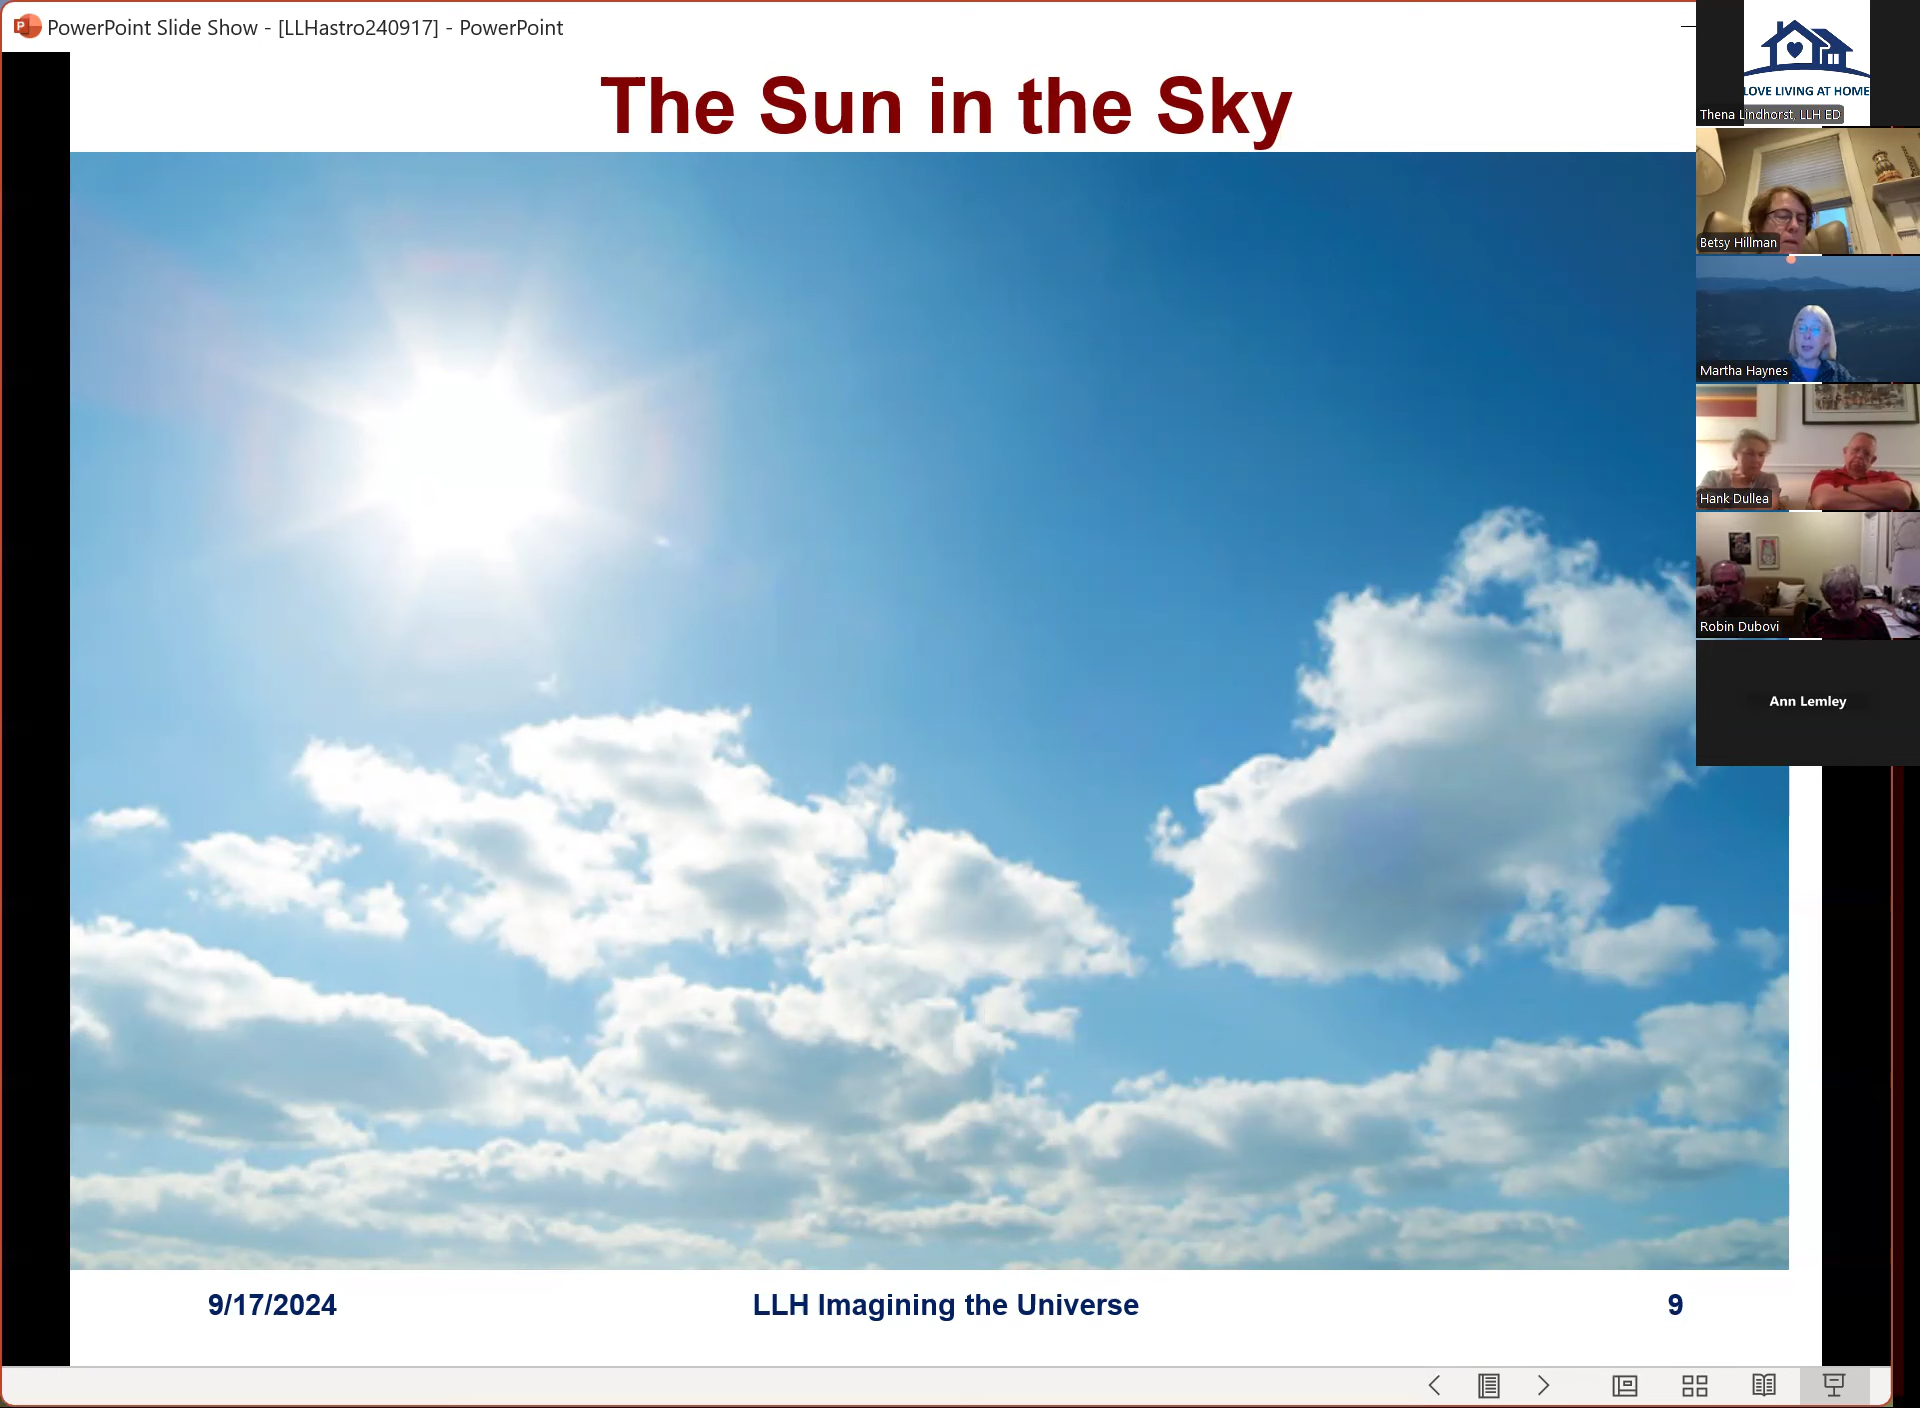 PowerPoint Slide Show - [LLHastro240917] - PowerPoint
The Sun in the Sky
LOVE LIVING AT HOME
Thena Lindhorst, LLH ED
Betsy Hillman
Martha Haynes
Hank Dullea
Robin Dubovi
Ann Lemley
9/17/2024
LLH Imagining the Universe
9